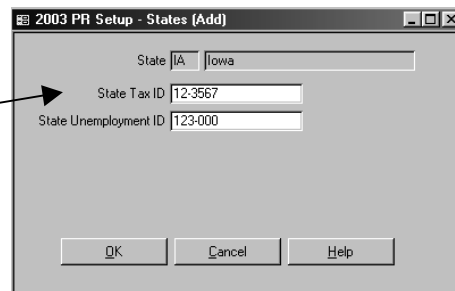 2003 PR Setup - States (Add)
State IA Iowa
State Tax ID 12-3567
State Unemployment ID 123-000
OK Cancel Help